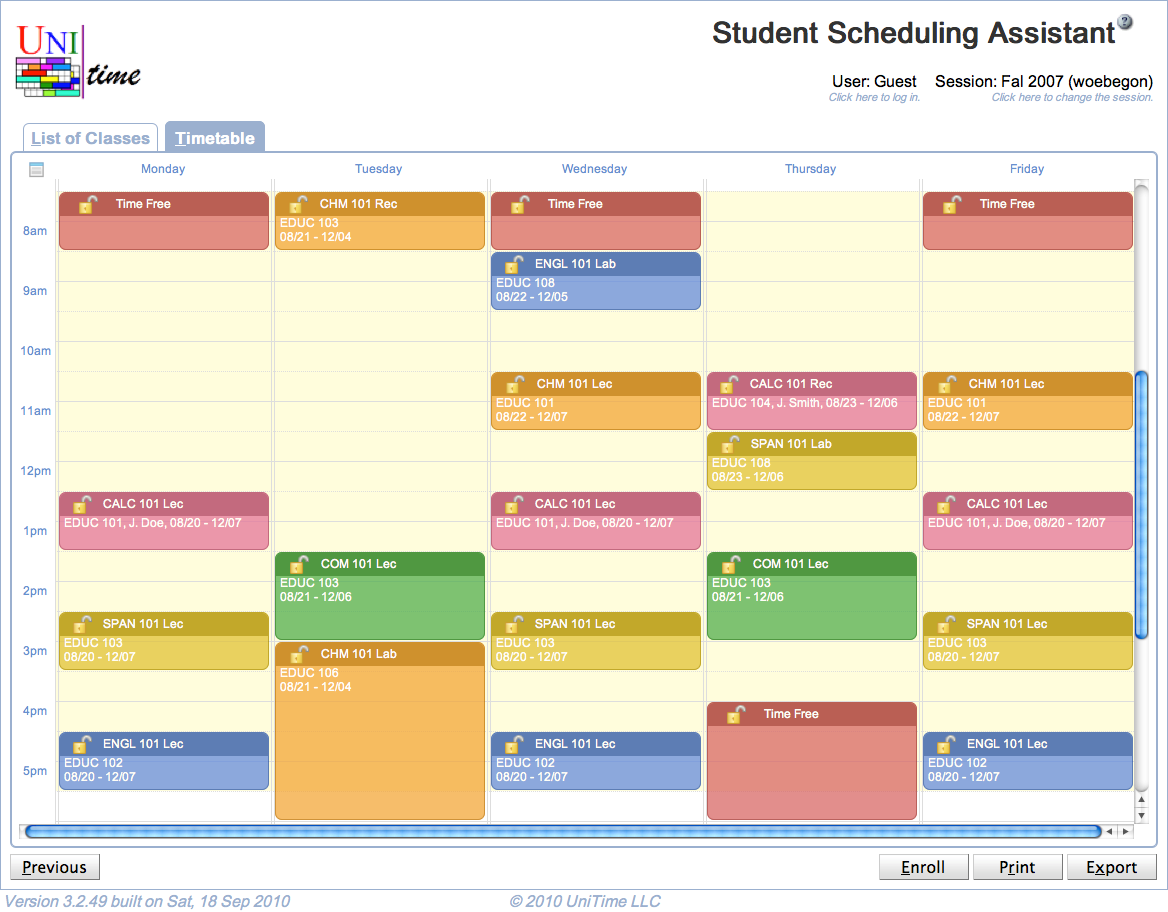 UNI
time
Student Scheduling Assistant?
User: Guest Session: Fal 2007 (woebegon)
Click here to log in. Click here to change the session.
List of Classes Timetable
Monday Tuesday Wednesday Thursday Friday
Time Free CHM 101 Rec Time Free Time Free
EDUC 103
8am
08/21 - 12/04
ENGL 101 Lab
EDUC 108
9am
08/22 - 12/05
10am
CHM 101 Lec CALC 101 Rec CHM 101 Lec
EDUC 101 EDUC 104, J. Smith, 08/23 - 12/06 EDUC 101
11am
08/22 - 12/07 08/22 - 12/07
SPAN 101 Lab
EDUC 108
12pm
08/23 - 12/06
CALC 101 Lec CALC 101 Lec CALC 101 Lec
EDUC 101, J. Doe, 08/20 - 12/07 EDUC 101, J. Doe, 08/20 - 12/07 EDUC 101, J. Doe, 08/20 - 12/07
1pm
COM 101 Lec COM 101 Lec
EDUC 103 EDUC 103
2pm
08/21 - 12/06 08/21 - 12/06
SPAN 101 Lec SPAN 101 Lec SPAN 101 Lec
EDUC 103 EDUC 103 EDUC 103
3pm
08/20 - 12/07 08/20 - 12/07 08/20 - 12/07
CHM 101 Lab
EDUC 106
08/21 - 12/04
4pm
Time Free
ENGL 101 Lec ENGL 101 Lec ENGL 101 Lec
EDUC 102 EDUC 102 EDUC 102
5pm
08/20 - 12/07 08/20 - 12/07 08/20 - 12/07
Previous Enroll Print Export
Version 3.2.49 built on Sat, 18 Sep 2010 © 2010 UniTime LLC